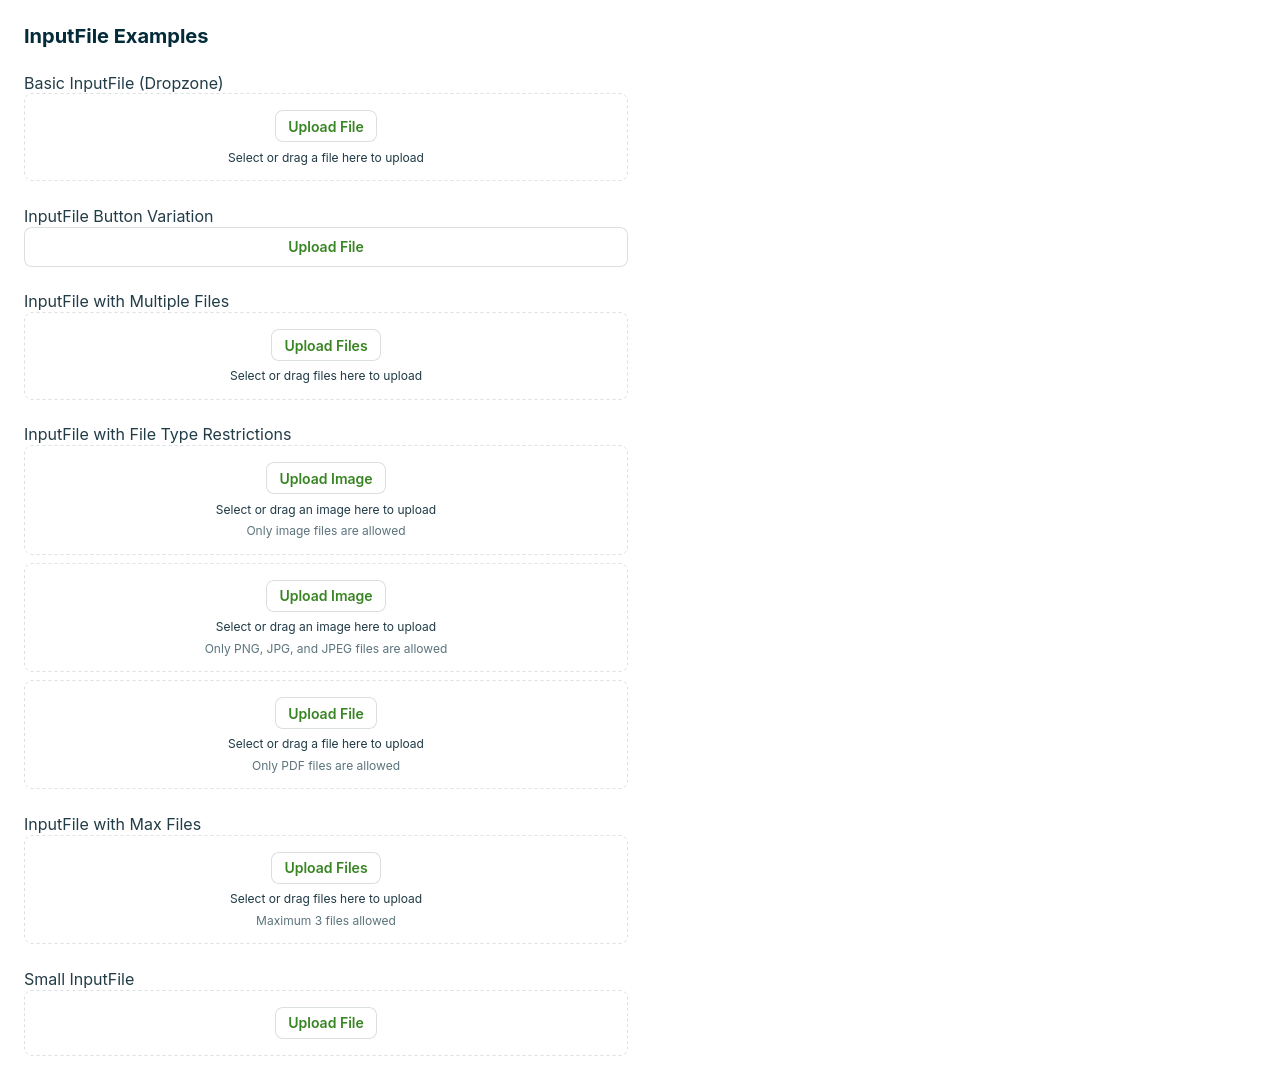 InputFile Examples
Basic InputFile (Dropzone)
Upload File
Select or drag a file here to upload
InputFile Button Variation
Upload File
InputFile with Multiple Files
Upload Files
Select or drag files here to upload
InputFile with File Type Restrictions
Upload Image
Select or drag an image here to upload
Only image files are allowed
Upload Image
Select or drag an image here to upload
Only PNG, JPG, and JPEG files are allowed
Upload File
Select or drag a file here to upload
Only PDF files are allowed
InputFile with Max Files
Upload Files
Select or drag files here to upload
Maximum 3 files allowed
Small InputFile
Upload File